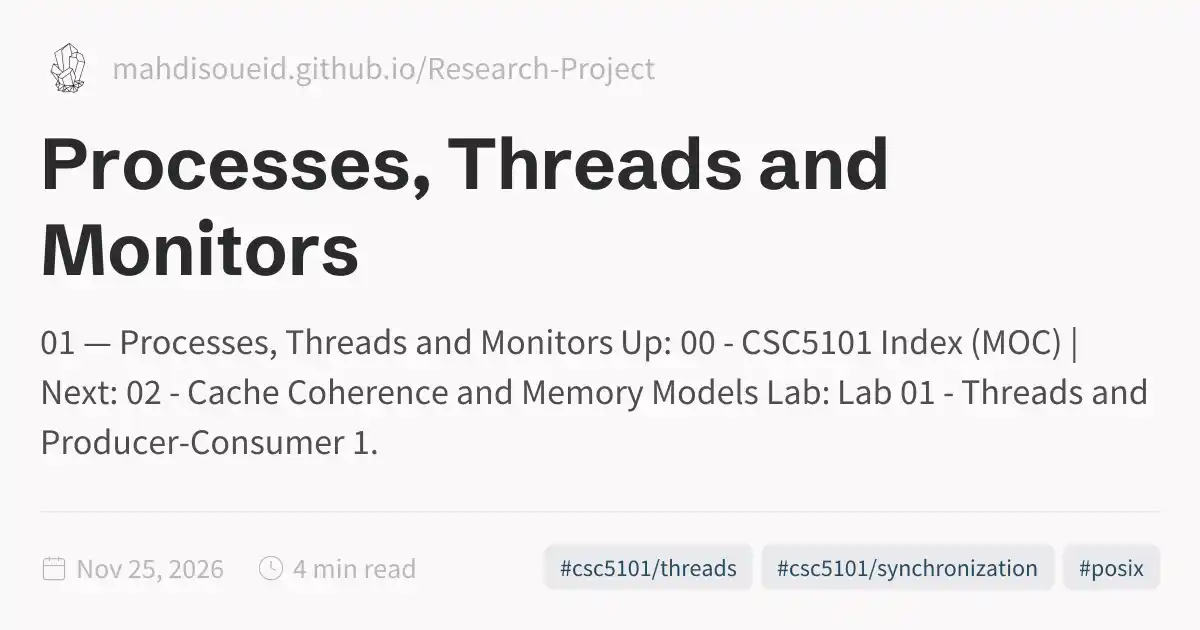 mahdisoueid.github.io/Research-Project
Processes, Threads and
Monitors
01 — Processes, Threads and Monitors Up: 00 - CSC5101 Index (MOC) |
Next: 02 - Cache Coherence and Memory Models Lab: Lab 01 - Threads and
Producer-Consumer 1.
Nov 25, 2026 4 min read #csc5101/threads #csc5101/synchronization #posix